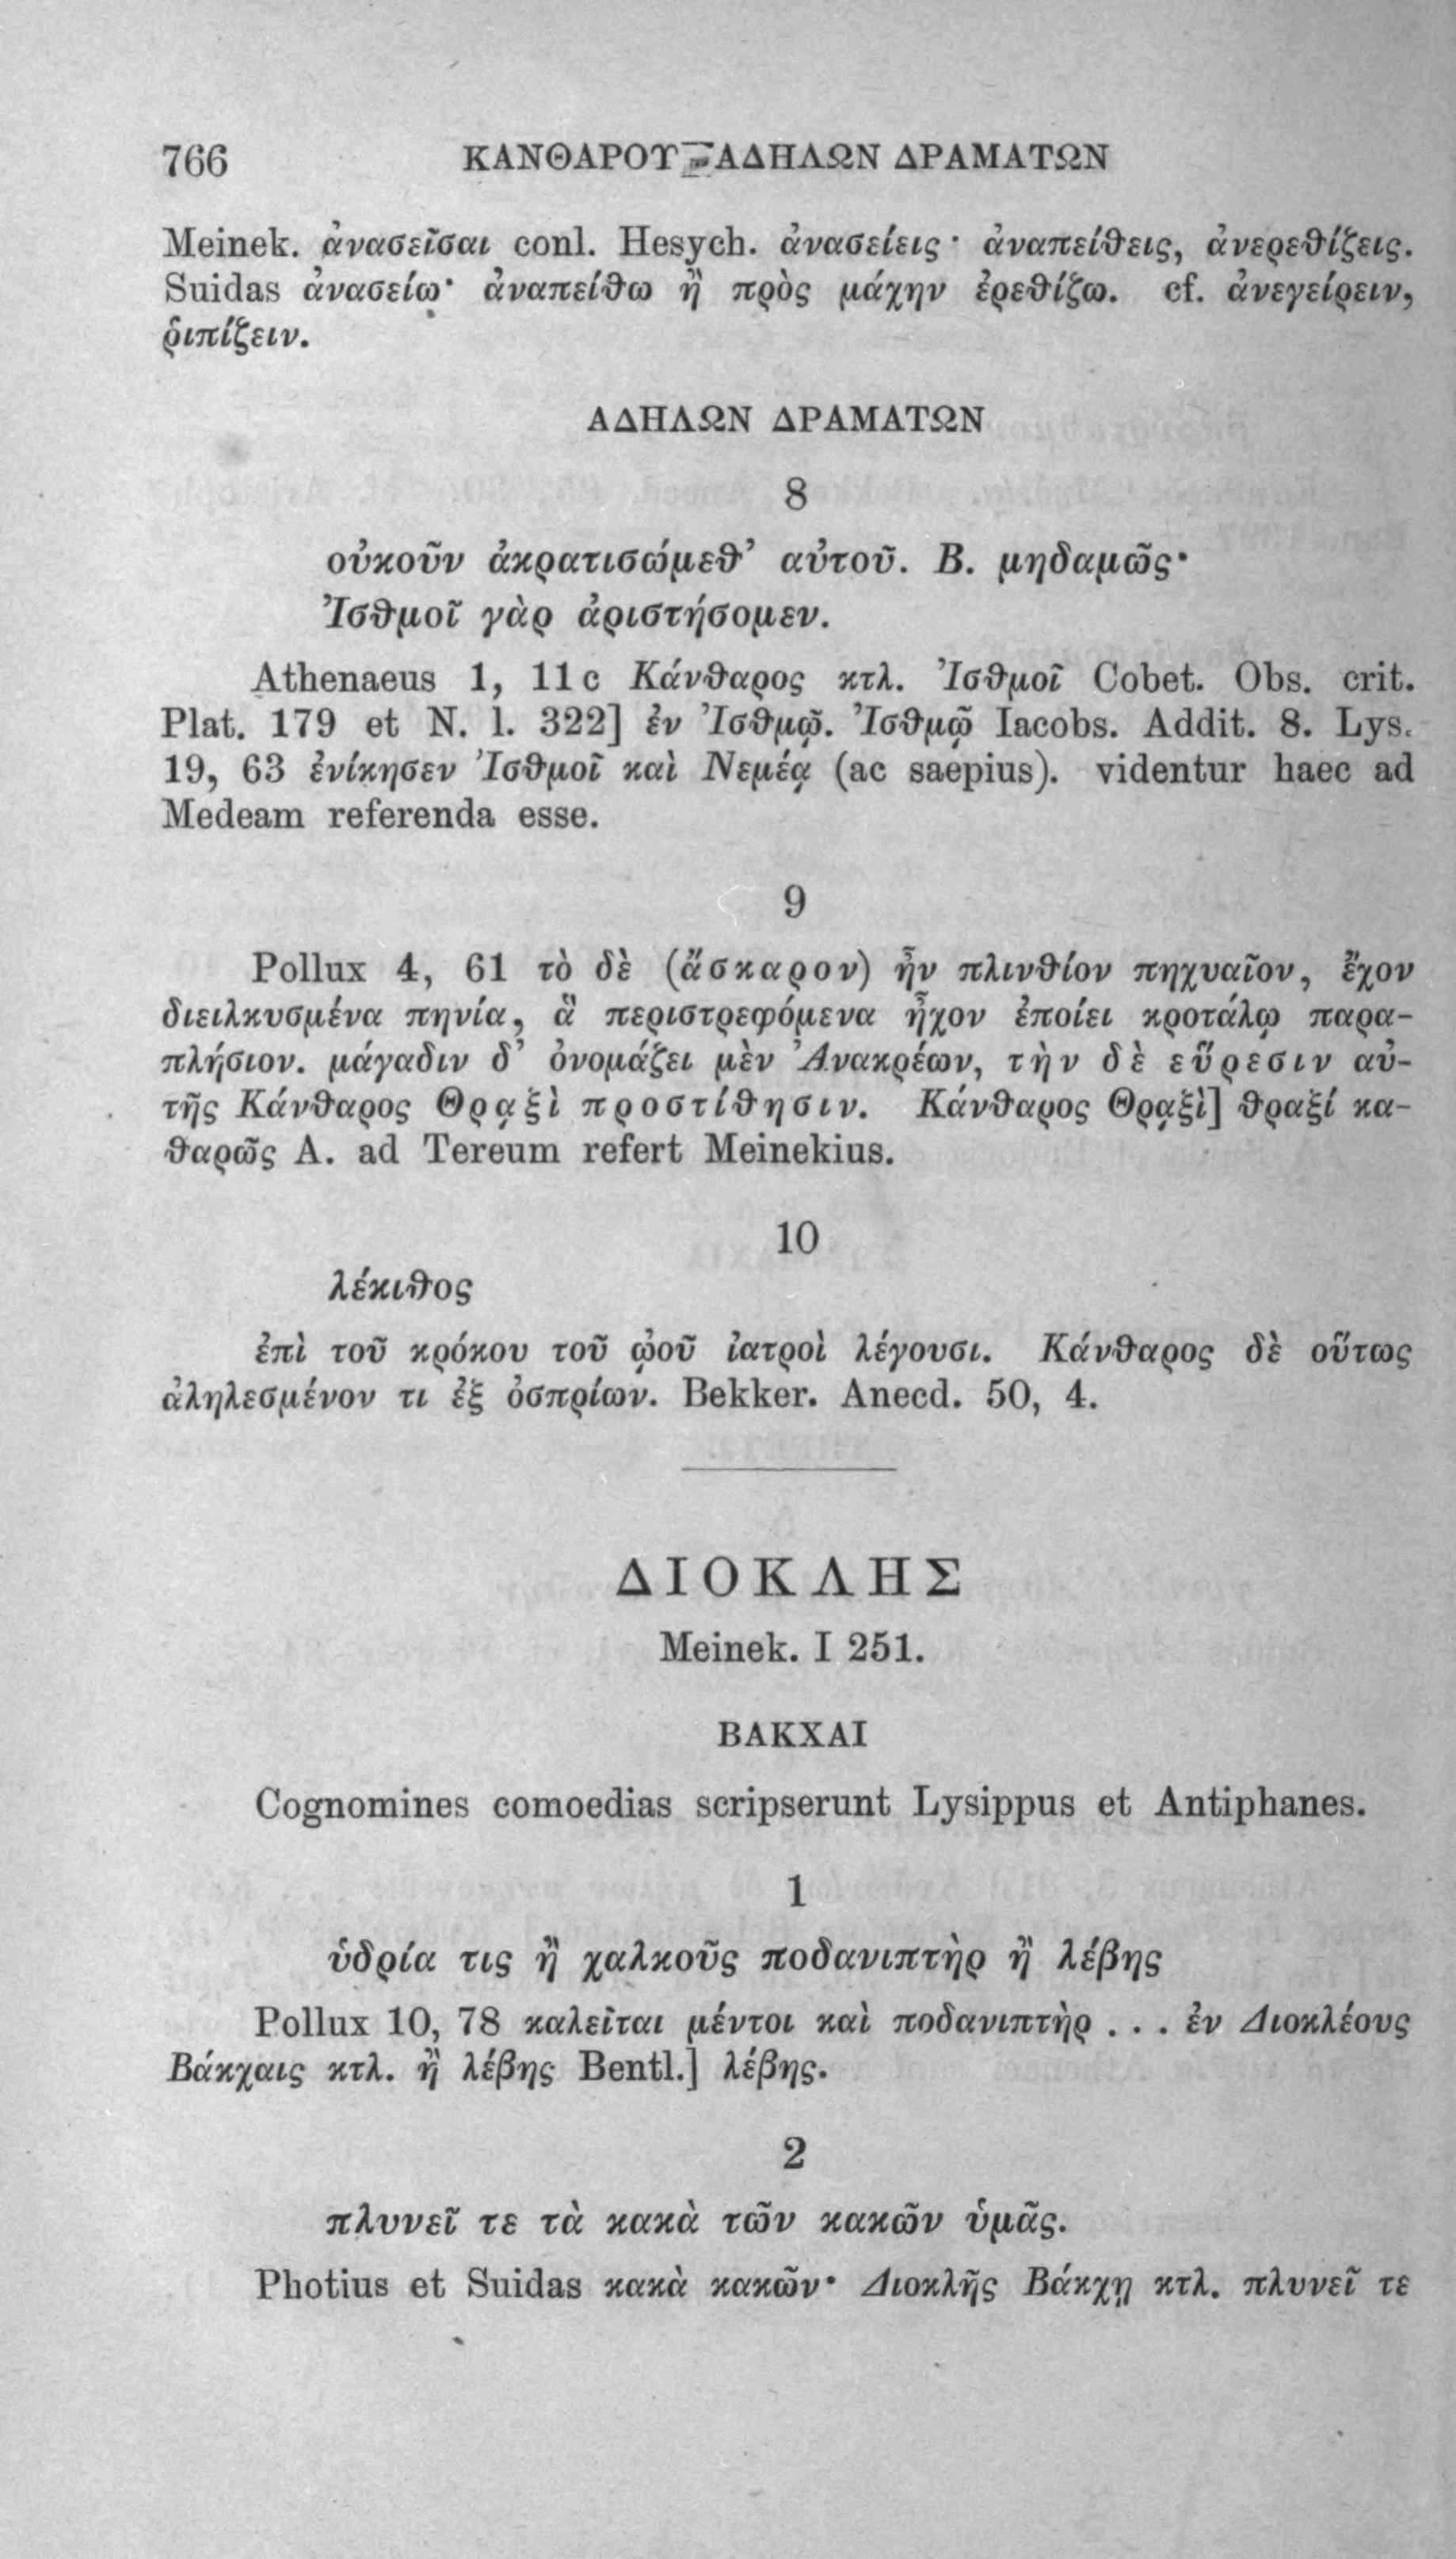 766 ΚΑΝΘΑΡΟΥ—ΑΔΗΛΩΝ ΔΡΑΜΑΤΩΝ
Meinek. ἀνασεῖσαι conl. Hesych. ἀνασείεις· ἀναπείθεις, ἀνερεθίζεις.
Suidas ἀνασείω· ἀναπείθω ἢ πρὸς μάχην ἐρεθίζω. cf. ἀνεγείρειν,
ῥιπίζειν.
ΑΔΗΛΩΝ ΔΡΑΜΑΤΩΝ
8
οὐκοῦν ἀκρατισώμεθ’ αὐτοῦ. Β. μηδαμῶς·
Ἰσθμοῖ γὰρ ἀριστήσομεν.
Athenaeus 1, 11 c Κάνθαρος κτλ. Ἰσθμοῖ Cobet. Obs. crit.
Plat. 179 et N. l. 322] ἐν Ἰσθμῷ. Ἰσθμῷ Iacobs. Addit. 8. Lys.
19, 63 ἐνίκησεν Ἰσθμοῖ καὶ Νεμέᾳ (ac saepius). videntur haec ad
Medeam referenda esse.
9
Pollux 4, 61 τὸ δὲ (ἄσκαρον) ἦν πλινθίον πηχυαῖον, ἔχον
διειλκυσμένα πηνία, ἃ περιστρεφόμενα ἦχον ἐποίει κροτάλῳ παρα-
πλήσιον. μάγαδιν δ’ ὀνομάζει μὲν Ἀνακρέων, τὴν δὲ εὕρεσιν αὐ-
τῆς Κάνθαρος Θρᾳξὶ προστίθησιν. Κάνθαρος Θρᾳξὶ] θραξί κα-
θαρῶς A. ad Tereum refert Meinekius.
10
λέκιθος
ἐπὶ τοῦ κρόκου τοῦ ᾠοῦ ἰατροὶ λέγουσι. Κάνθαρος δὲ οὕτως
ἀληλεσμένον τι ἐξ ὀσπρίων. Bekker. Anecd. 50, 4.
ΔΙΟΚΛΗΣ
Meinek. I 251.
ΒΑΚΧΑΙ
Cognomines comoedias scripserunt Lysippus et Antiphanes.
1
ὑδρία τις ἢ χαλκοῦς ποδανιπτὴρ ἢ λέβης
Pollux 10, 78 καλεῖται μέντοι καὶ ποδανιπτὴρ . . . ἐν Διοκλέους
Βάκχαις κτλ. ἢ λέβης Bentl.] λέβης.
2
πλυνεῖ τε τὰ κακὰ τῶν κακῶν ὑμᾶς.
Photius et Suidas κακὰ κακῶν· Διοκλῆς Βάκχῃ κτλ. πλυνεῖ τε